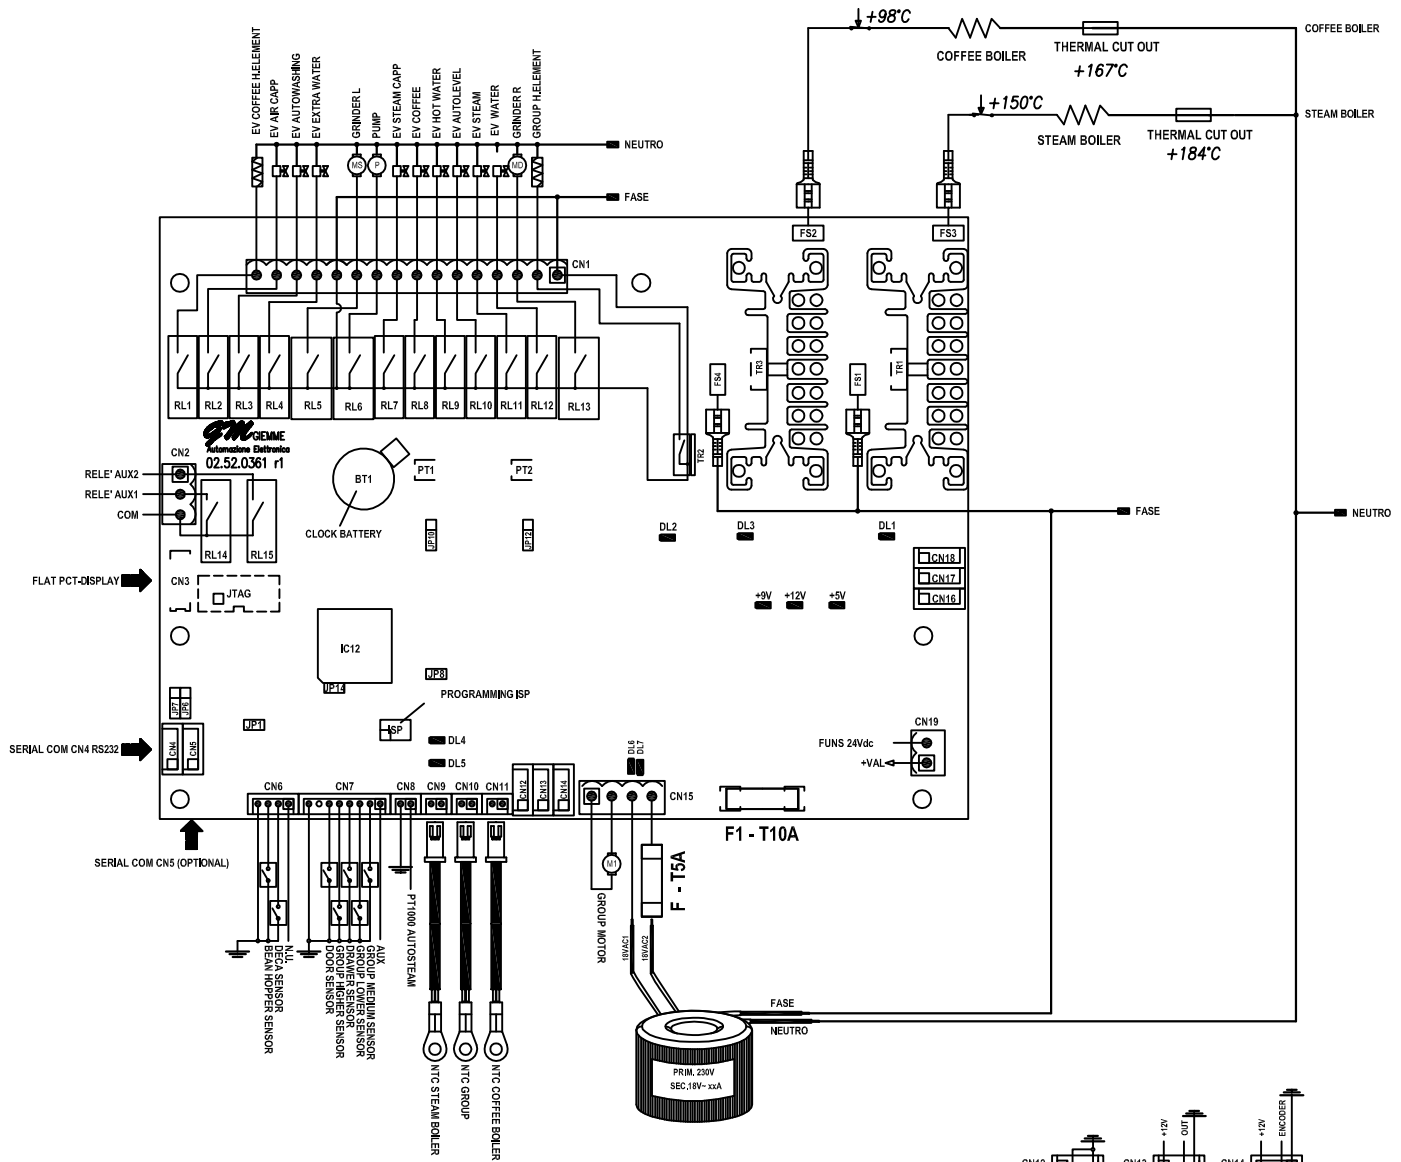 +98°C
COFFEE BOILER
COFFEE BOILER
THERMAL CUT OUT
+167°C
+150°C
STEAM BOILER
STEAM BOILER
THERMAL CUT OUT
+184°C
EV COFFEE H.ELEMENT
EV AIR CAPP
EV AUTOWASHING
EV EXTRA WATER
GRINDER L
PUMP
EV STEAM CAPP
EV COFFEE
EV HOT WATER
EV AUTOLEVEL
EV STEAM
EV WATER
GRINDER R
GROUP H.ELEMENT
NEUTRO
MS
P
MD
FASE
CN1
FS2
FS3
TR3
TR1
FS4
FS1
TR2
RL1
RL2
RL3
RL4
RL5
RL6
RL7
RL8
RL9
RL10
RL11
RL12
RL13
GM GIEMME
Automazione Elettronica
02.52.0361 r1
CN2
RELE' AUX2
RELE' AUX1
COM
RL14
RL15
BT1
CLOCK BATTERY
PT1
PT2
JP10
JP12
DL2
DL3
DL1
FASE
NEUTRO
FLAT PCT-DISPLAY
CN3
JTAG
CN18
CN17
CN16
+9V
+12V
+5V
IC12
JP14
JP8
PROGRAMMING ISP
ISP
JP7
JP6
JP1
SERIAL COM CN4 RS232
CN4
CN5
DL4
DL5
DL6
DL7
CN19
FUNS 24Vdc
+VAL
CN6
CN7
CN8
CN9
CN10
CN11
CN12
CN13
CN14
CN15
F1 - T10A
SERIAL COM CN5 (OPTIONAL)
M1
GROUP MOTOR
F - T5A
18VAC1
18VAC2
N.U.
DECA SENSOR
BEAN HOPPER SENSOR
AUX
GROUP MEDIUM SENSOR
GROUP LOWER SENSOR
DRAWER SENSOR
GROUP HIGHER SENSOR
DOOR SENSOR
PT1000 AUTOSTEAM
NTC STEAM BOILER
NTC GROUP
NTC COFFEE BOILER
FASE
NEUTRO
PRIM. 230V
SEC.18V~ xxA
+12V
OUT
+12V
ENCODER
CN12
CN13
CN14